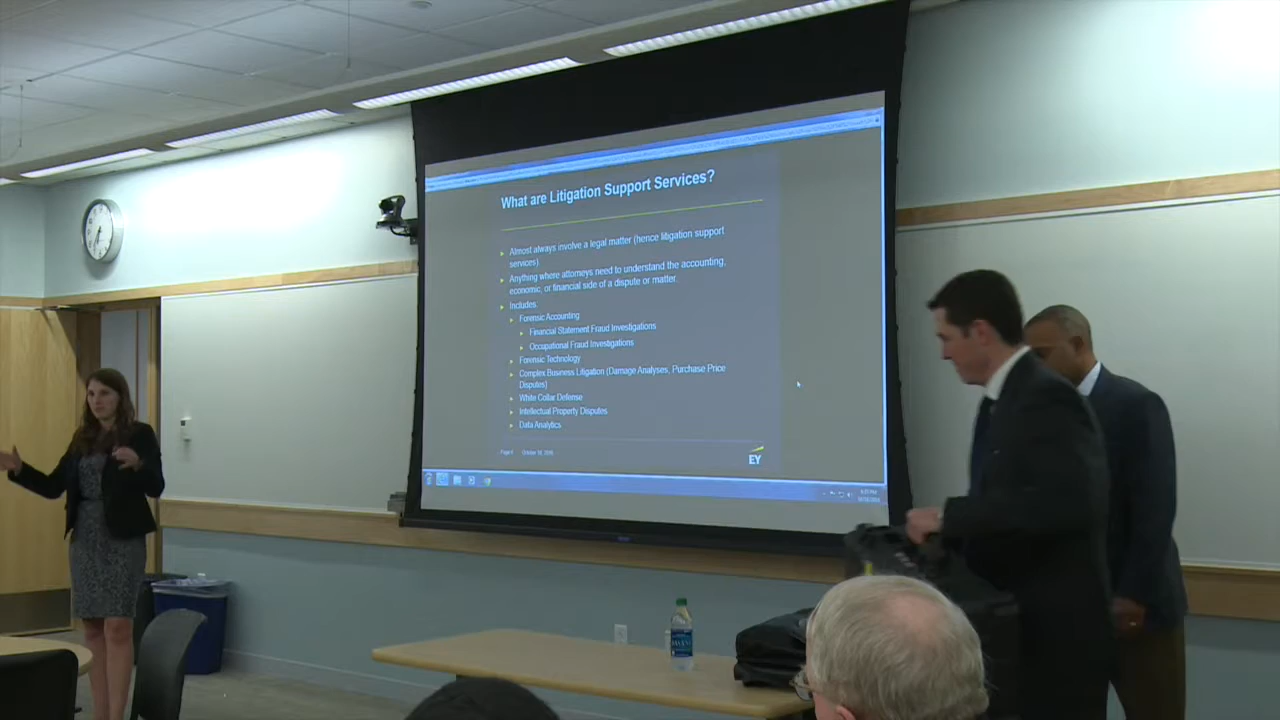 What are Litigation Support Services?
Almost always involve a legal matter (hence litigation support
services)
Anything where attorneys need to understand the accounting,
economic, or financial side of a dispute or matter.
Includes:
Forensic Accounting
Financial Statement Fraud Investigations
Occupational Fraud Investigations
Forensic Technology
Complex Business Litigation (Damage Analyses, Purchase Price
Disputes)
White Collar Defense
Intellectual Property Disputes
Data Analytics
EY